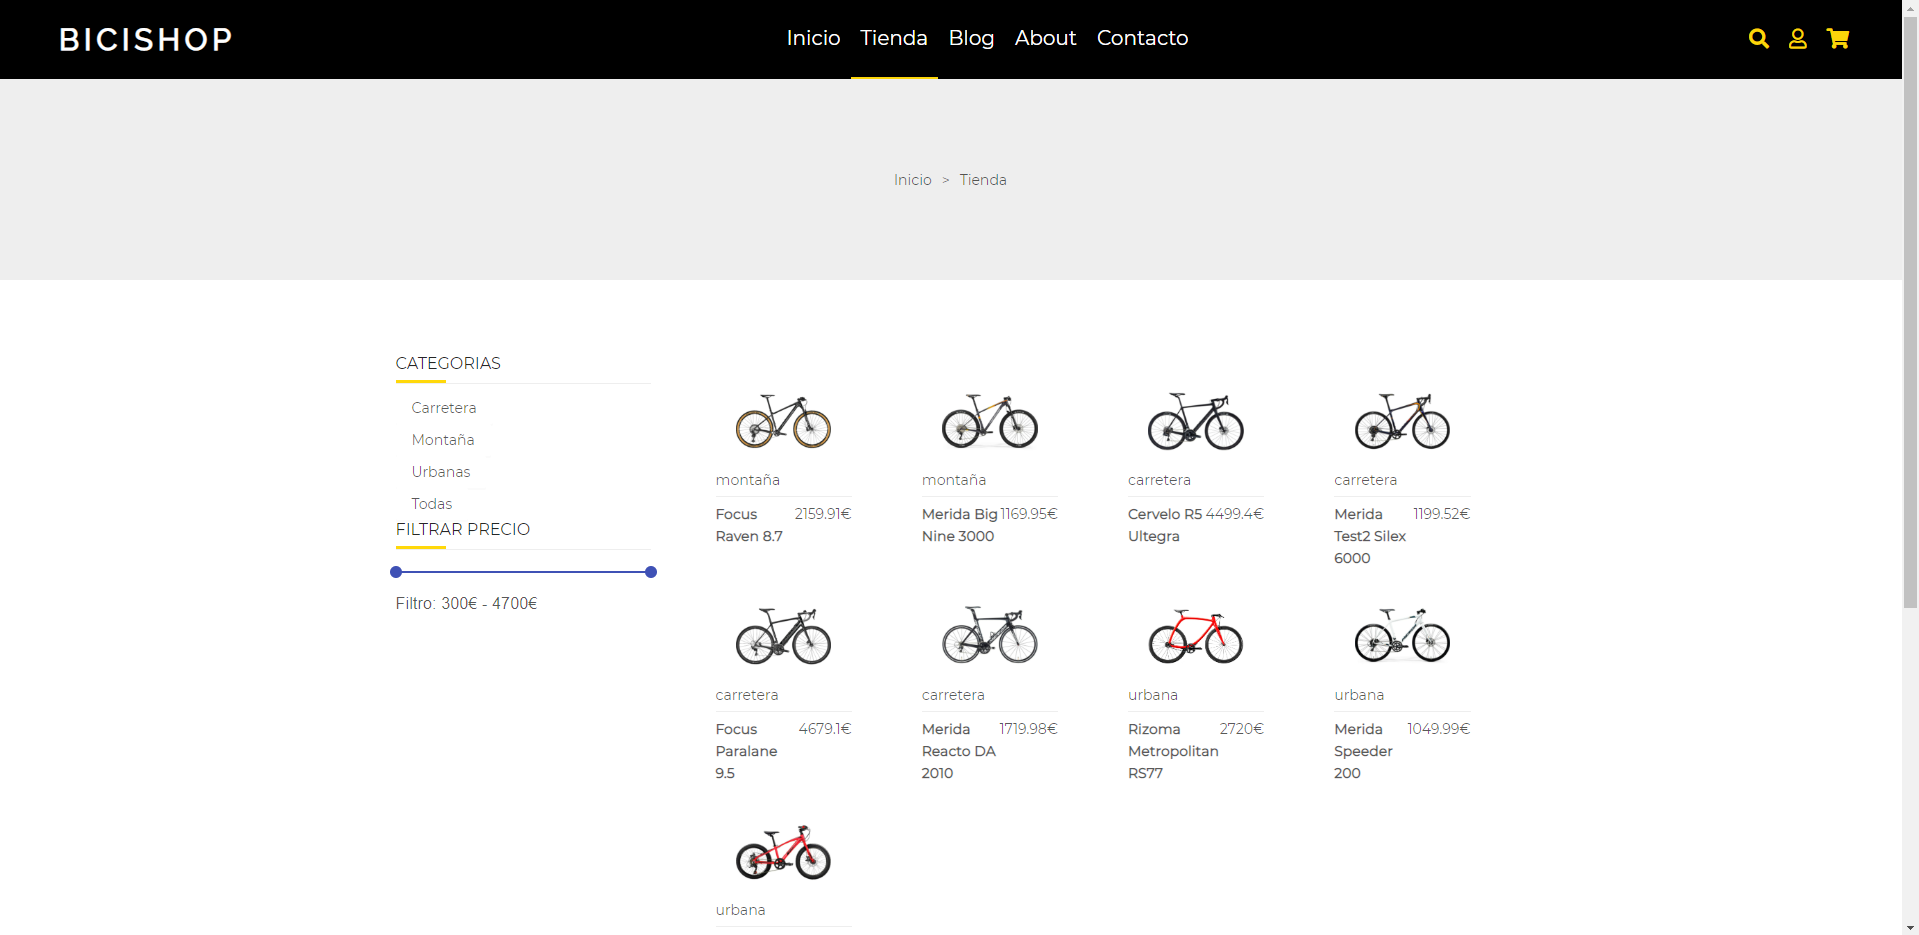 BICISHOP
Inicio Tienda Blog About Contacto
Inicio > Tienda
CATEGORIAS
Carretera
Montaña
Urbanas
Todas
FILTRAR PRECIO
Filtro: 300€ - 4700€
montaña
Focus Raven 8.7
2159.91€
montaña
Merida Big Nine 3000
1169.95€
carretera
Cervelo R5 Ultegra
4499.4€
carretera
Merida Test2 Silex 6000
1199.52€
carretera
Focus Paralane 9.5
4679.1€
carretera
Merida Reacto DA 2010
1719.98€
urbana
Rizoma Metropolitan RS77
2720€
urbana
Merida Speeder 200
1049.99€
urbana